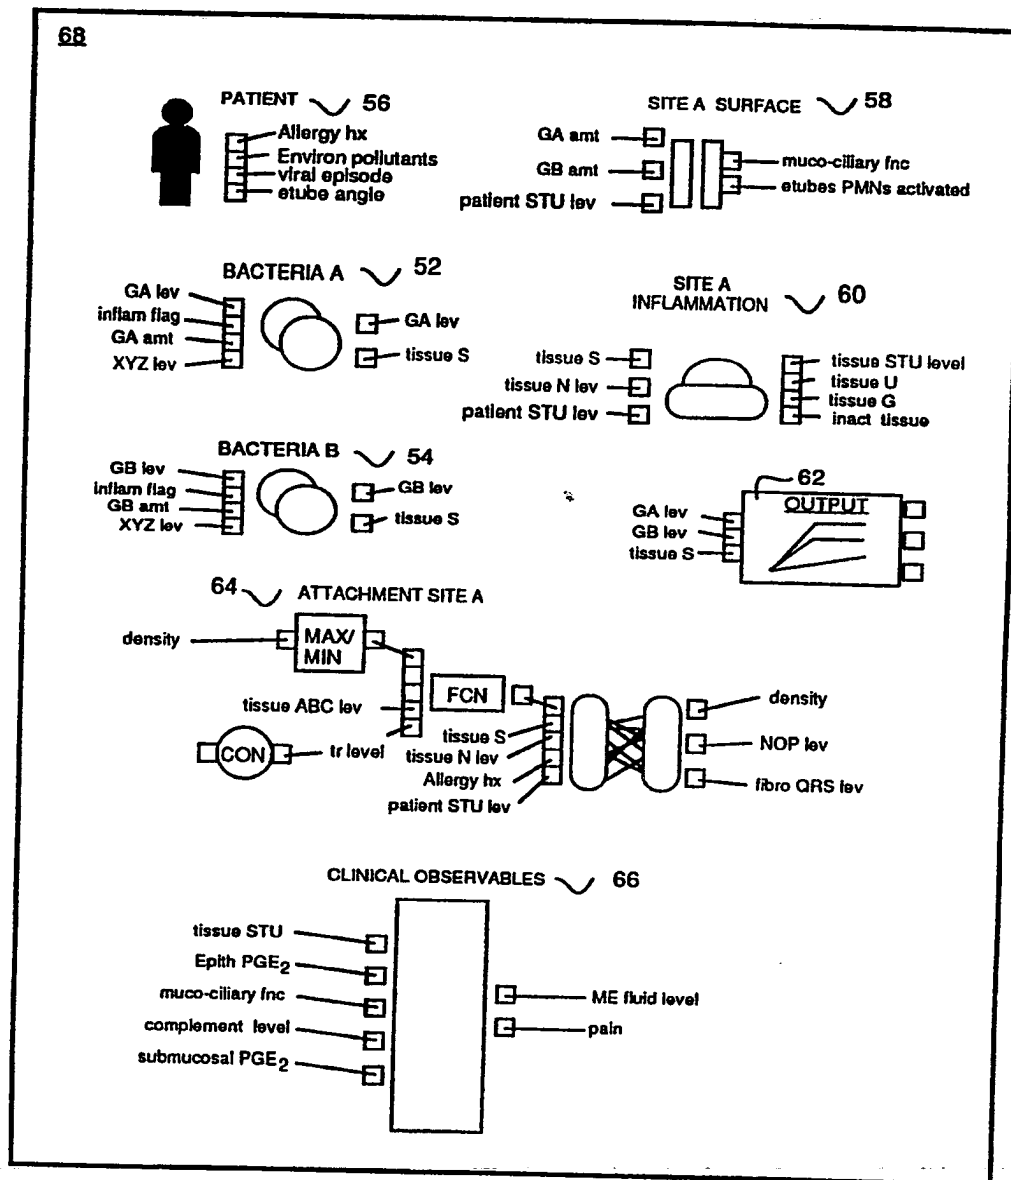 68
PATIENT 56
Allergy hx
Environ pollutants
viral episode
etube angle
SITE A SURFACE 58
GA amt
GB amt
patient STU lev
muco-ciliary fnc
etubes PMNs activated
BACTERIA A 52
GA lev
inflam flag
GA amt
XYZ lev
GA lev
tissue S
SITE A
INFLAMMATION 60
tissue S
tissue N lev
patient STU lev
tissue STU level
tissue U
tissue G
inact tissue
BACTERIA B 54
GB lev
inflam flag
GB amt
XYZ lev
GB lev
tissue S
62
OUTPUT
GA lev
GB lev
tissue S
64 ATTACHMENT SITE A
density
MAX/
MIN
tissue ABC lev
FCN
CON
tr level
tissue S
tissue N lev
Allergy hx
patient STU lev
density
NOP lev
fibro QRS lev
CLINICAL OBSERVABLES 66
tissue STU
Epith PGE2
muco-ciliary fnc
complement level
submucosal PGE2
ME fluid level
pain